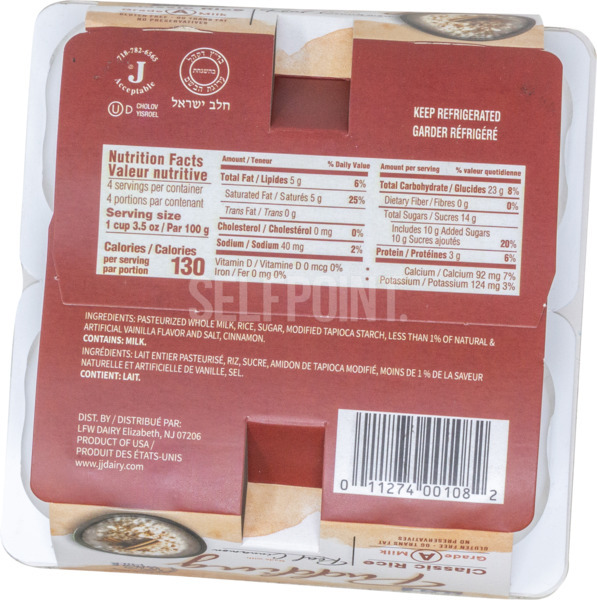 718-782-6565
J
Acceptable
U D CHOLOV YISROEL
חלב ישראל
KEEP REFRIGERATED
GARDER RÉFRIGÉRÉ
Nutrition Facts
Valeur nutritive
4 servings per container
4 portions par contenant
Serving size
1 cup 3.5 oz / Par 100 g
Calories / Calories
per serving
par portion
130
Amount / Teneur % Daily Value
Total Fat / Lipides 5 g 6%
Saturated Fat / Saturés 5 g 25%
Trans Fat / Trans 0 g
Cholesterol / Cholestérol 0 mg 0%
Sodium / Sodium 40 mg 2%
Vitamin D / Vitamine D 0 mcg 0%
Iron / Fer 0 mg 0%
Amount per serving % valeur quotidienne
Total Carbohydrate / Glucides 23 g 8%
Dietary Fiber / Fibres 0 g 0%
Total Sugars / Sucres 14 g
Includes 10 g Added Sugars
10 g Sucres ajoutés 20%
Protein / Protéines 3 g 6%
Calcium / Calcium 92 mg 7%
Potassium / Potassium 124 mg 3%
SELFPOINT.
INGREDIENTS: PASTEURIZED WHOLE MILK, RICE, SUGAR, MODIFIED TAPIOCA STARCH, LESS THAN 1% OF NATURAL &
ARTIFICIAL VAINILLA FLAVOR AND SALT, CINNAMON.
CONTAINS: MILK.
INGRÉDIENTS: LAIT ENTIER PASTEURISÉ, RIZ, SUCRE, AMIDON DE TAPIOCA MODIFIÉ, MOINS DE 1 % DE LA SAVEUR
NATURELLE ET ARTIFICIELLE DE VANILLE, SEL.
CONTIENT: LAIT.
DIST. BY / DISTRIBUÉ PAR:
LFW DAIRY Elizabeth, NJ 07206
PRODUCT OF USA /
PRODUIT DES ÉTATS-UNIS
www.jjdairy.com
0 11274 00108 2
GLUTEN FREE · 0G TRANS FAT
NO PRESERVATIVES
Grade A Milk
Real Cinnamon
Classic Rice
Pudding